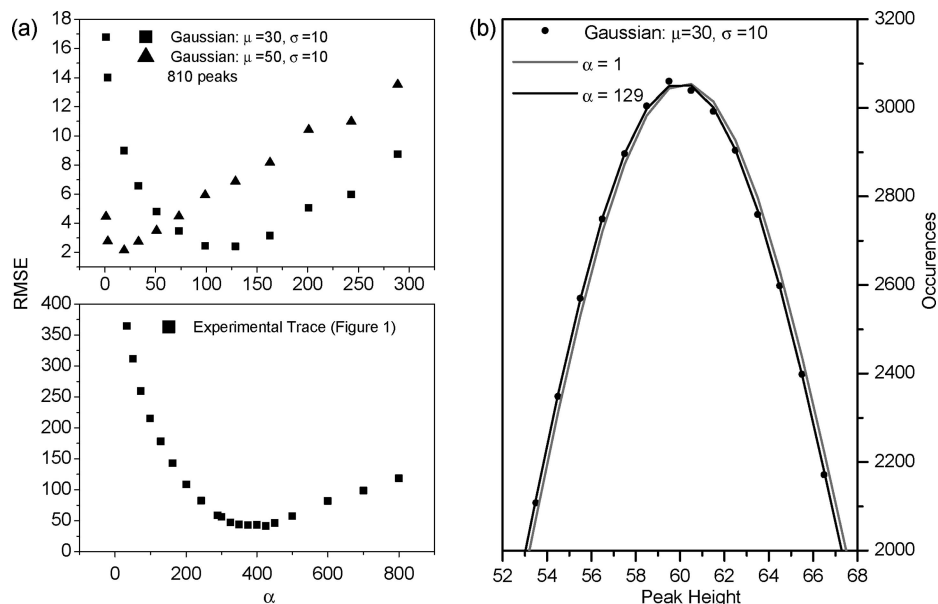 (a)
18
16
14
12
10
8
6
4
2
Gaussian: μ =30, σ =10
Gaussian: μ =50, σ =10
810 peaks
0 50 100 150 200 250 300
RMSE
400
350
300
250
200
150
100
50
0
Experimental Trace (Figure 1)
0 200 400 600 800
α
(b)
Gaussian: μ=30, σ =10
α = 1
α = 129
3200
3000
2800
2600
2400
2200
2000
Occurences
52 54 56 58 60 62 64 66 68
Peak Height